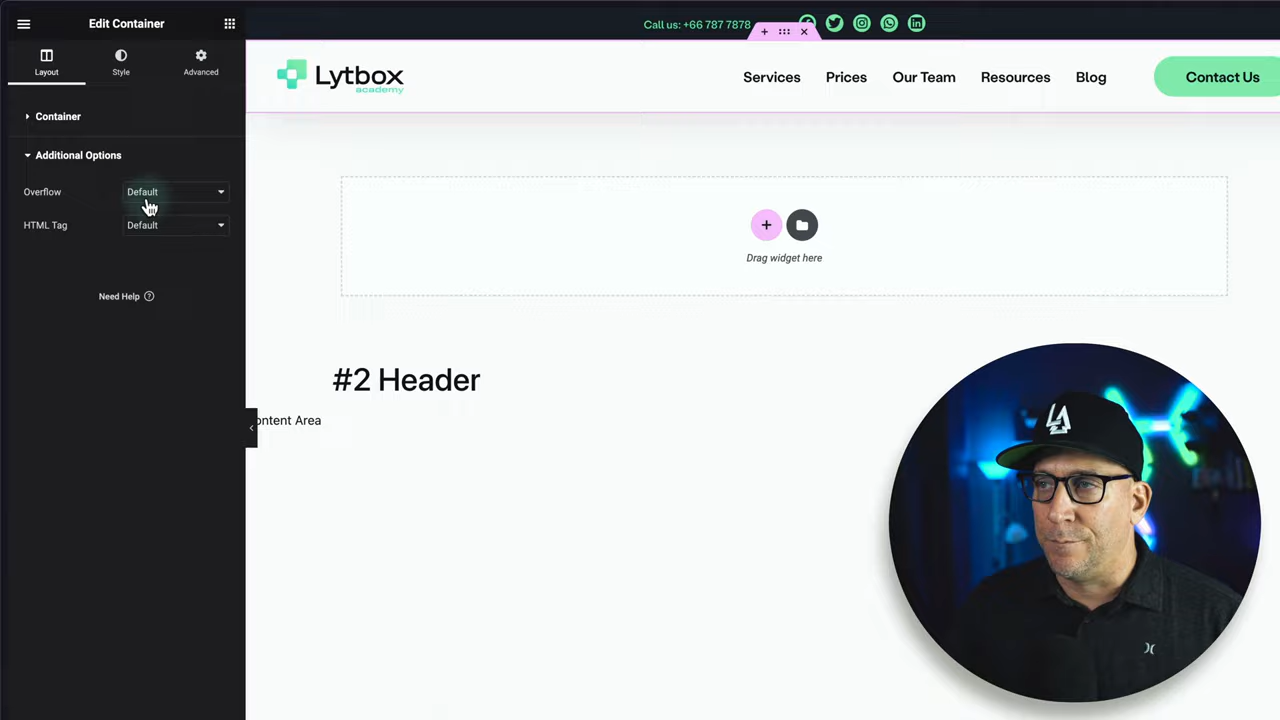 Edit Container
Layout
Style
Advanced
Container
Additional Options
Overflow
Default
HTML Tag
Default
Need Help
Call us: +66 787 7878
Lytbox
academy
Services
Prices
Our Team
Resources
Blog
Contact Us
Drag widget here
#2 Header
ontent Area